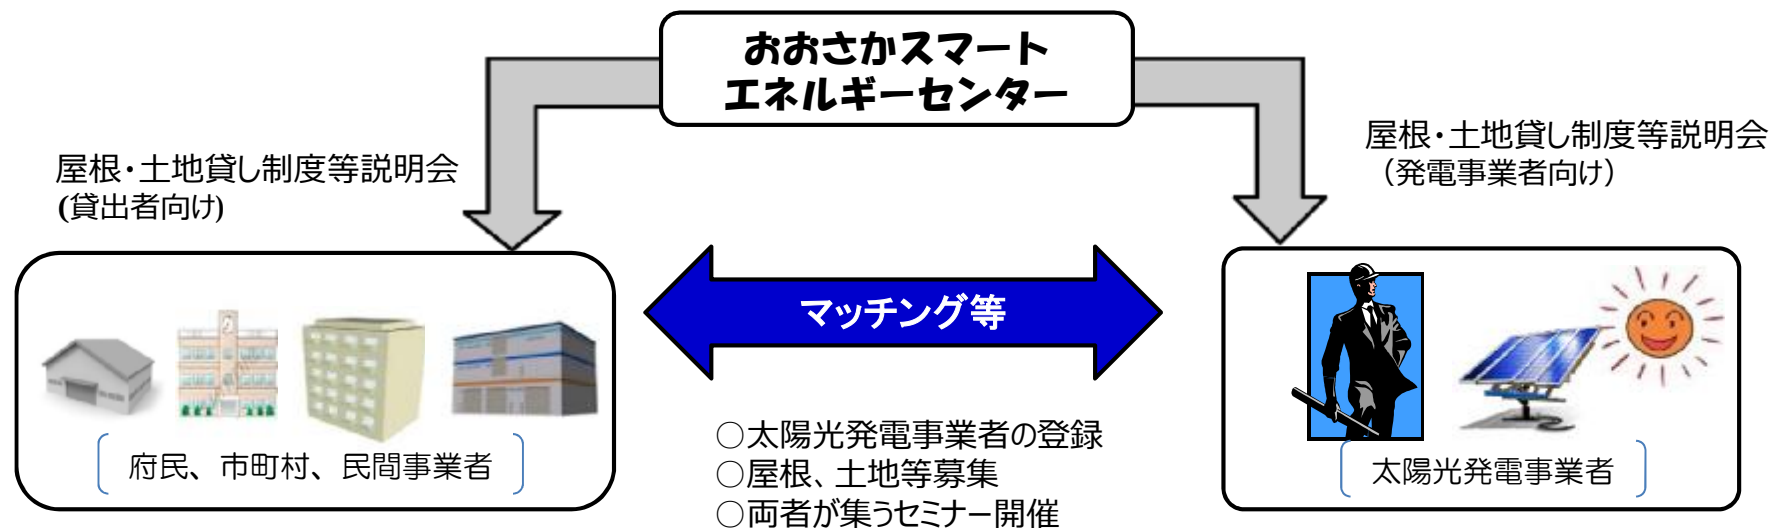 おおさかスマート
エネルギーセンター
屋根・土地貸し制度等説明会
(貸出者向け)
屋根・土地貸し制度等説明会
（発電事業者向け）
マッチング等
府民、市町村、民間事業者
○太陽光発電事業者の登録
○屋根、土地等募集
○両者が集うセミナー開催
太陽光発電事業者